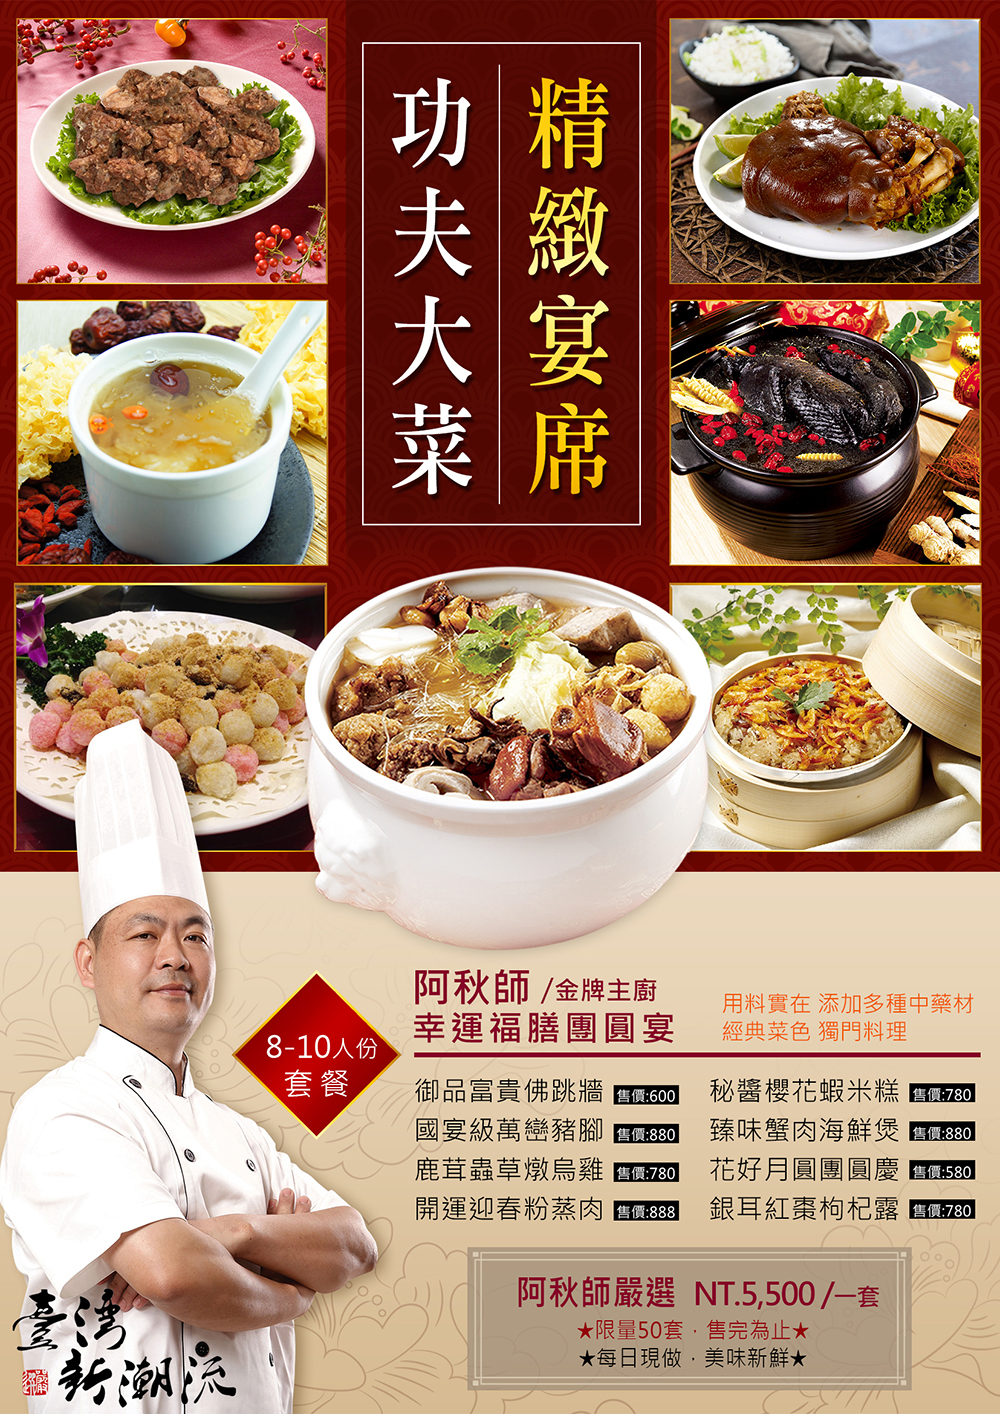 精緻宴席
功夫大菜
阿秋師/金牌主廚
幸運福膳團圓宴
用料實在 添加多種中藥材
經典菜色 獨門料理
8-10人份
套餐
御品富貴佛跳牆 售價:600
國宴級萬巒豬腳 售價:880
鹿茸蟲草燉烏雞 售價:780
開運迎春粉蒸肉 售價:888
秘醬櫻花蝦米糕 售價:780
臻味蟹肉海鮮煲 售價:880
花好月圓團圓慶 售價:580
銀耳紅棗枸杞露 售價:780
阿秋師嚴選 NT.5,500/一套
★限量50套．售完為止★
★每日現做．美味新鮮★
臺灣
新潮流